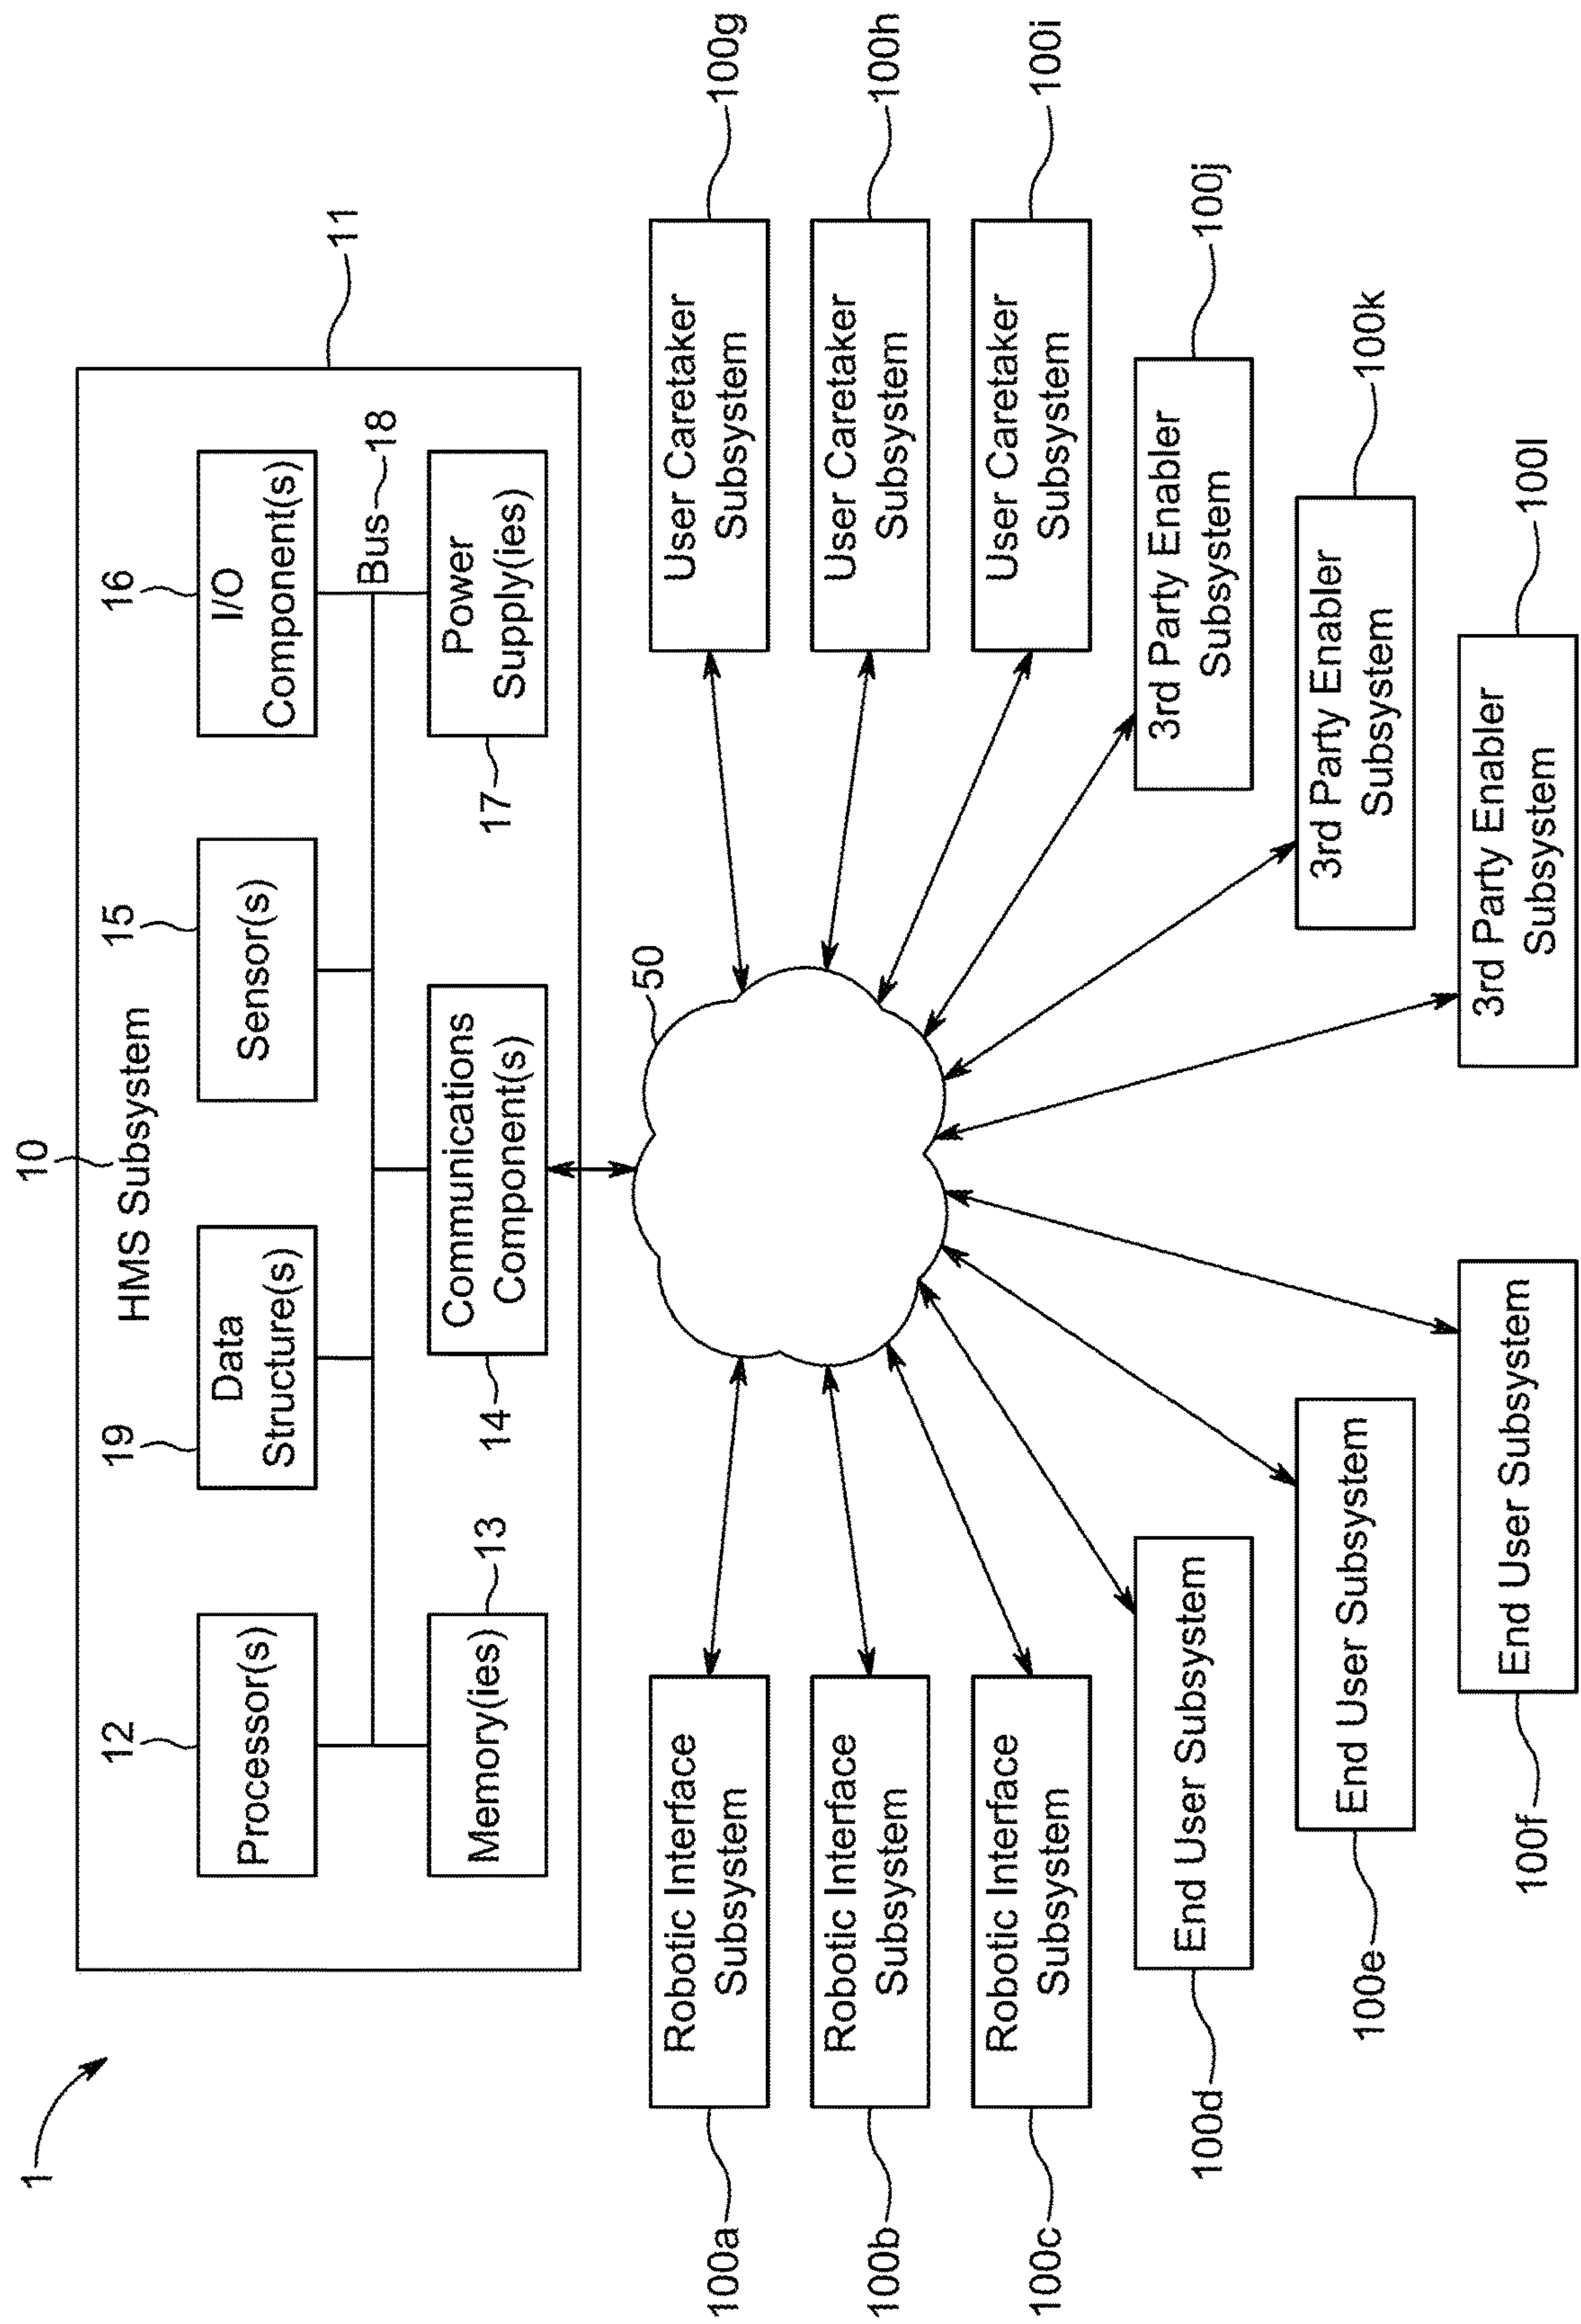 1
10
HMS Subsystem
11
12
19
15
16
Processor(s)
Data
Structure(s)
Sensor(s)
I/O
Component(s)
Bus
18
Memory(ies)
13
Communications
Component(s)
14
Power
Supply(ies)
17
50
100a
Robotic Interface
Subsystem
User Caretaker
Subsystem
100g
100b
Robotic Interface
Subsystem
User Caretaker
Subsystem
100h
100c
Robotic Interface
Subsystem
User Caretaker
Subsystem
100i
100d
End User Subsystem
3rd Party Enabler
Subsystem
100j
100e
End User Subsystem
3rd Party Enabler
Subsystem
100k
100f
End User Subsystem
3rd Party Enabler
Subsystem
100l